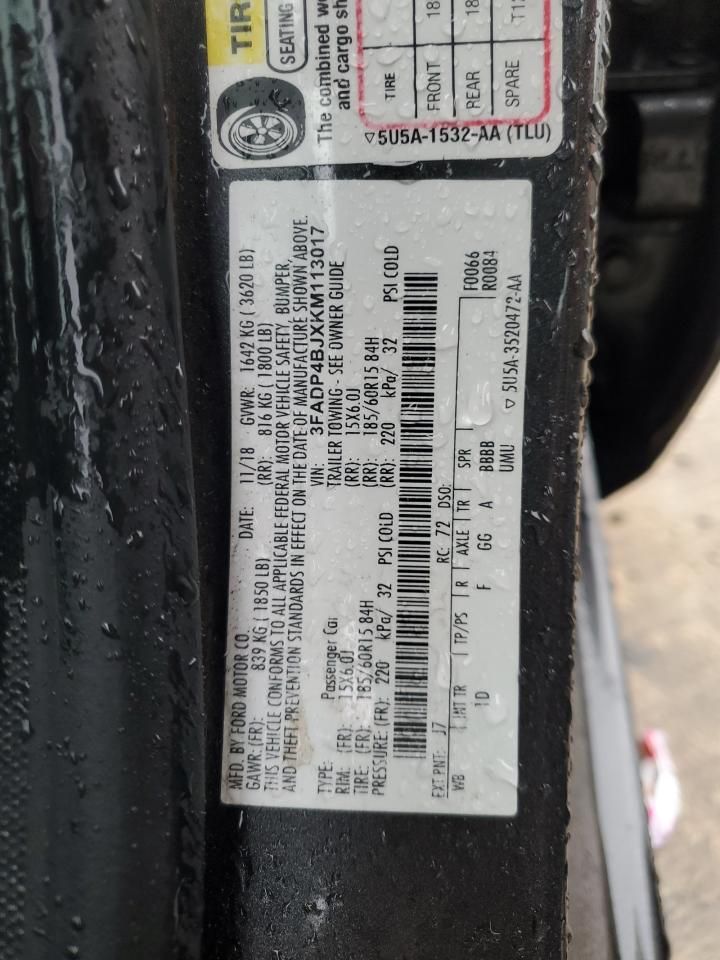 TIR
SEATING
The combined we
and cargo sh
TIRE
FRONT 18
REAR 18
SPARE T12
▽5U5A-1532-AA (TLU)
MFD. BY FORD MOTOR CO. DATE: 11/18 GVWR: 1642 KG ( 3620 LB)
GAWR: (FR): 839 KG ( 1850 LB) (RR): 816 KG ( 1800 LB)
THIS VEHICLE CONFORMS TO ALL APPLICABLE FEDERAL MOTOR VEHICLE SAFETY, BUMPER,
AND THEFT PREVENTION STANDARDS IN EFFECT ON THE DATE OF MANUFACTURE SHOWN ABOVE.
VIN: 3FADP4BJXKM113017
TYPE: Passenger Car TRAILER TOWING - SEE OWNER GUIDE
RIM: (FR): 15X6.0J (RR): 15X6.0J
TIRE: (FR): 185/60R15 84H (RR): 185/60R15 84H
PRESSURE: (FR): 220 kPa/ 32 PSI COLD (RR): 220 kPa/ 32 PSI COLD
EXT PNT: J7 RC: 72 DSO: F0066
WB INT TR TP/PS R AXLE TR SPR R0084
1D F GG A BBBB
UMU ▽ 5U5A-3520472-AA